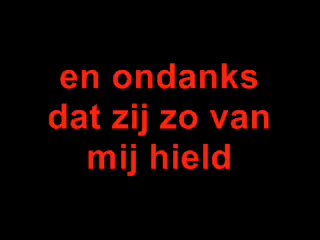 en ondanks
dat zij zo van
mij hield